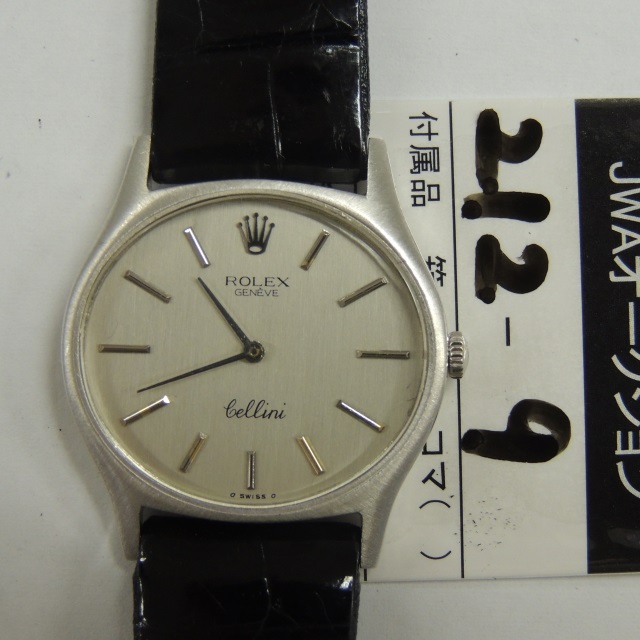 ROLEX
GENÈVE
Cellini
SWISS
付属品
コマ) (
212-9
JWAオークション